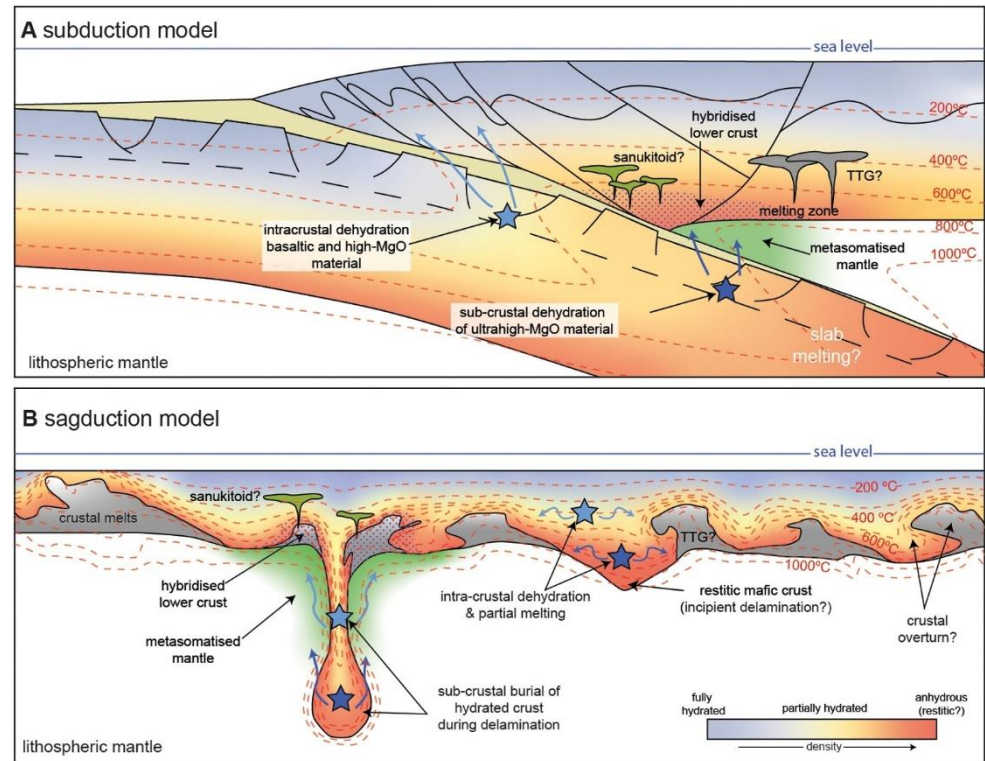 A subduction model
sea level
200ºC
hybridised
lower crust
sanukitoid?
400ºC
TTG?
600ºC
melting zone
800ºC
intracrustal dehydration
basaltic and high-MgO
material
metasomatised
mantle
1000ºC
sub-crustal dehydration
of ultrahigh-MgO material
slab
melting?
lithospheric mantle
B sagduction model
sea level
sanukitoid?
200 ºC
crustal melts
400 ºC
TTG?
600ºC
1000ºC
hybridised
lower crust
intra-crustal dehydration
& partial melting
restitic mafic crust
(incipient delamination?)
crustal
overturn?
metasomatised
mantle
sub-crustal burial of
hydrated crust
during delamination
fully
hydrated
partially hydrated
anhydrous
(restitic?)
density
lithospheric mantle